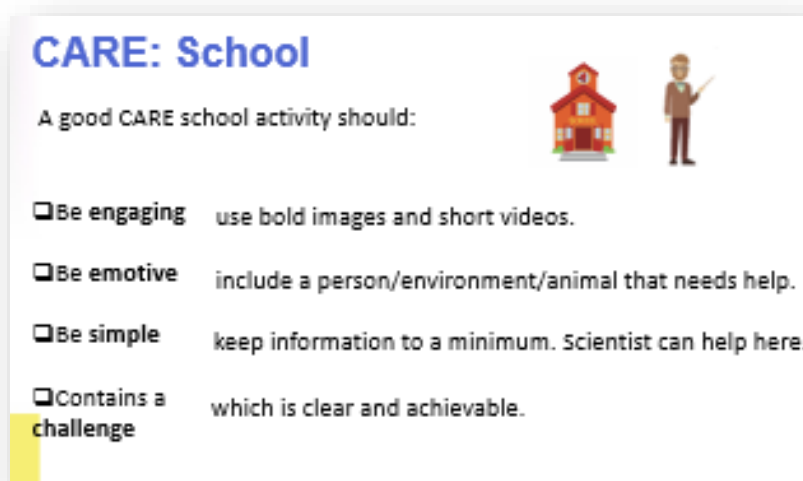 CARE: School
A good CARE school activity should:
❑Be engaging use bold images and short videos.
❑Be emotive include a person/environment/animal that needs help.
❑Be simple keep information to a minimum. Scientist can help here.
❑Contains a
challenge
which is clear and achievable.